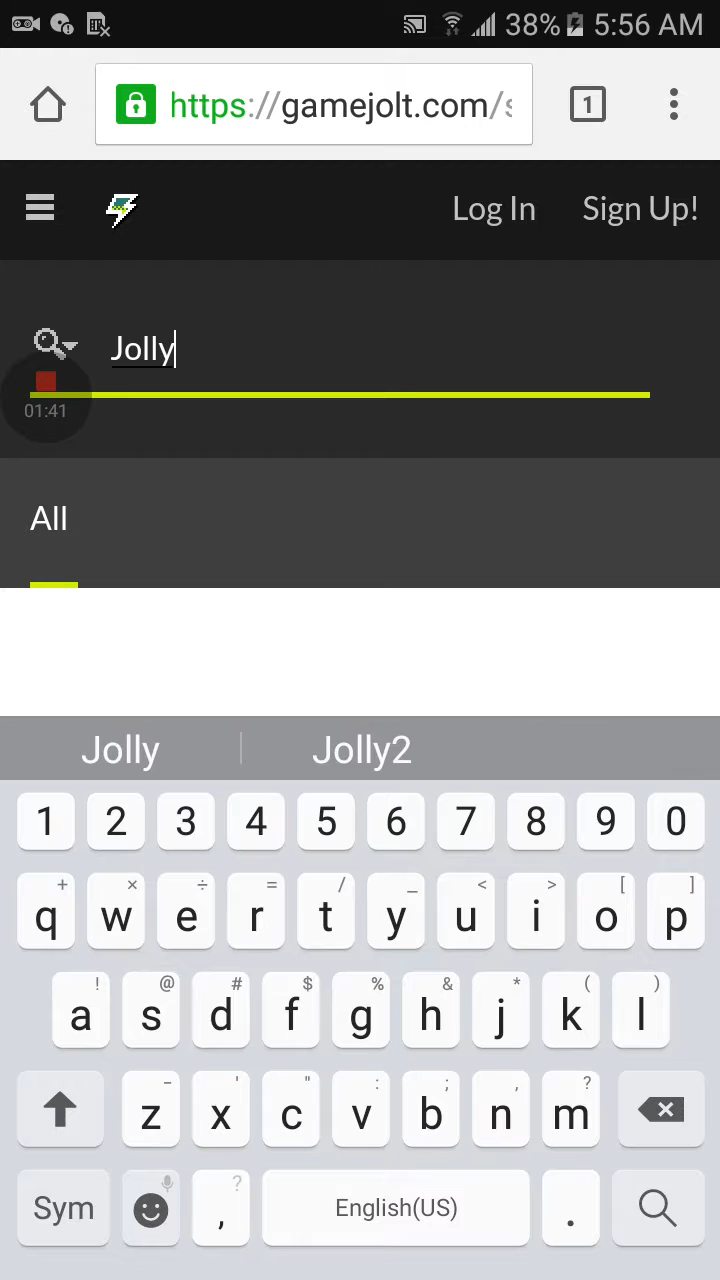 38% 5:56 AM
https://gamejolt.com/s
1
Log In Sign Up!
Jolly
01:41
All
Jolly Jolly2
1 2 3 4 5 6 7 8 9 0
+ × ÷ = / _ < > [ ]
q w e r t y u i o p
! @ # $ % & * ( )
a s d f g h j k l
- ' " : ; , ?
z x c v b n m
?
Sym , English(US) .